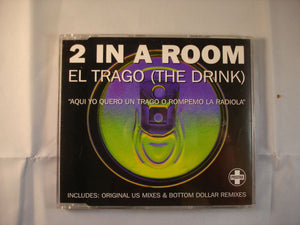 2 IN A ROOM
EL TRAGO (THE DRINK)
"AQUI YO QUERO UN TRAGO O ROMPEMO LA RADIOLA"
INCLUDES: ORIGINAL US MIXES & BOTTOM DOLLAR REMIXES